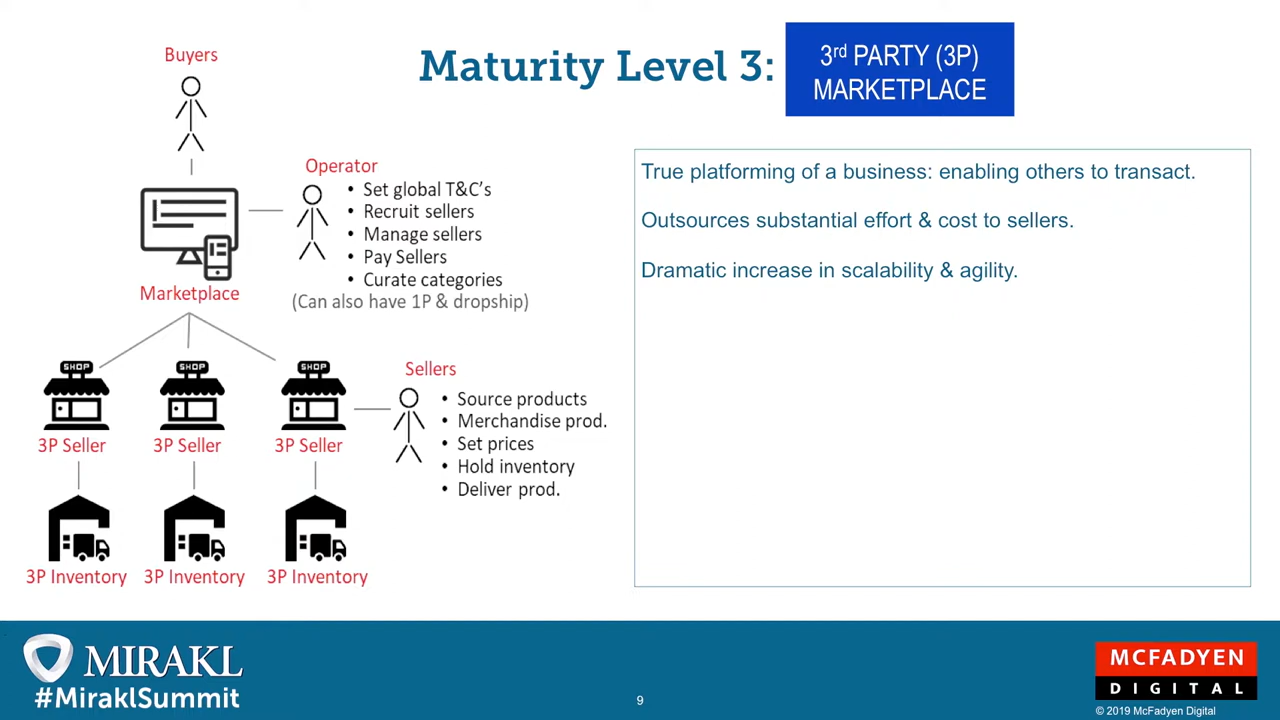 Maturity Level 3:
3rd PARTY (3P)
MARKETPLACE
Buyers
Operator
• Set global T&C's
• Recruit sellers
• Manage sellers
• Pay Sellers
• Curate categories
(Can also have 1P & dropship)
Marketplace
SHOP SHOP SHOP
Sellers
• Source products
• Merchandise prod.
• Set prices
• Hold inventory
• Deliver prod.
3P Seller 3P Seller 3P Seller
3P Inventory 3P Inventory 3P Inventory
True platforming of a business: enabling others to transact.
Outsources substantial effort & cost to sellers.
Dramatic increase in scalability & agility.
MIRAKL
#MiraklSummit
9
MCFADYEN
DIGITAL
© 2019 McFadyen Digital